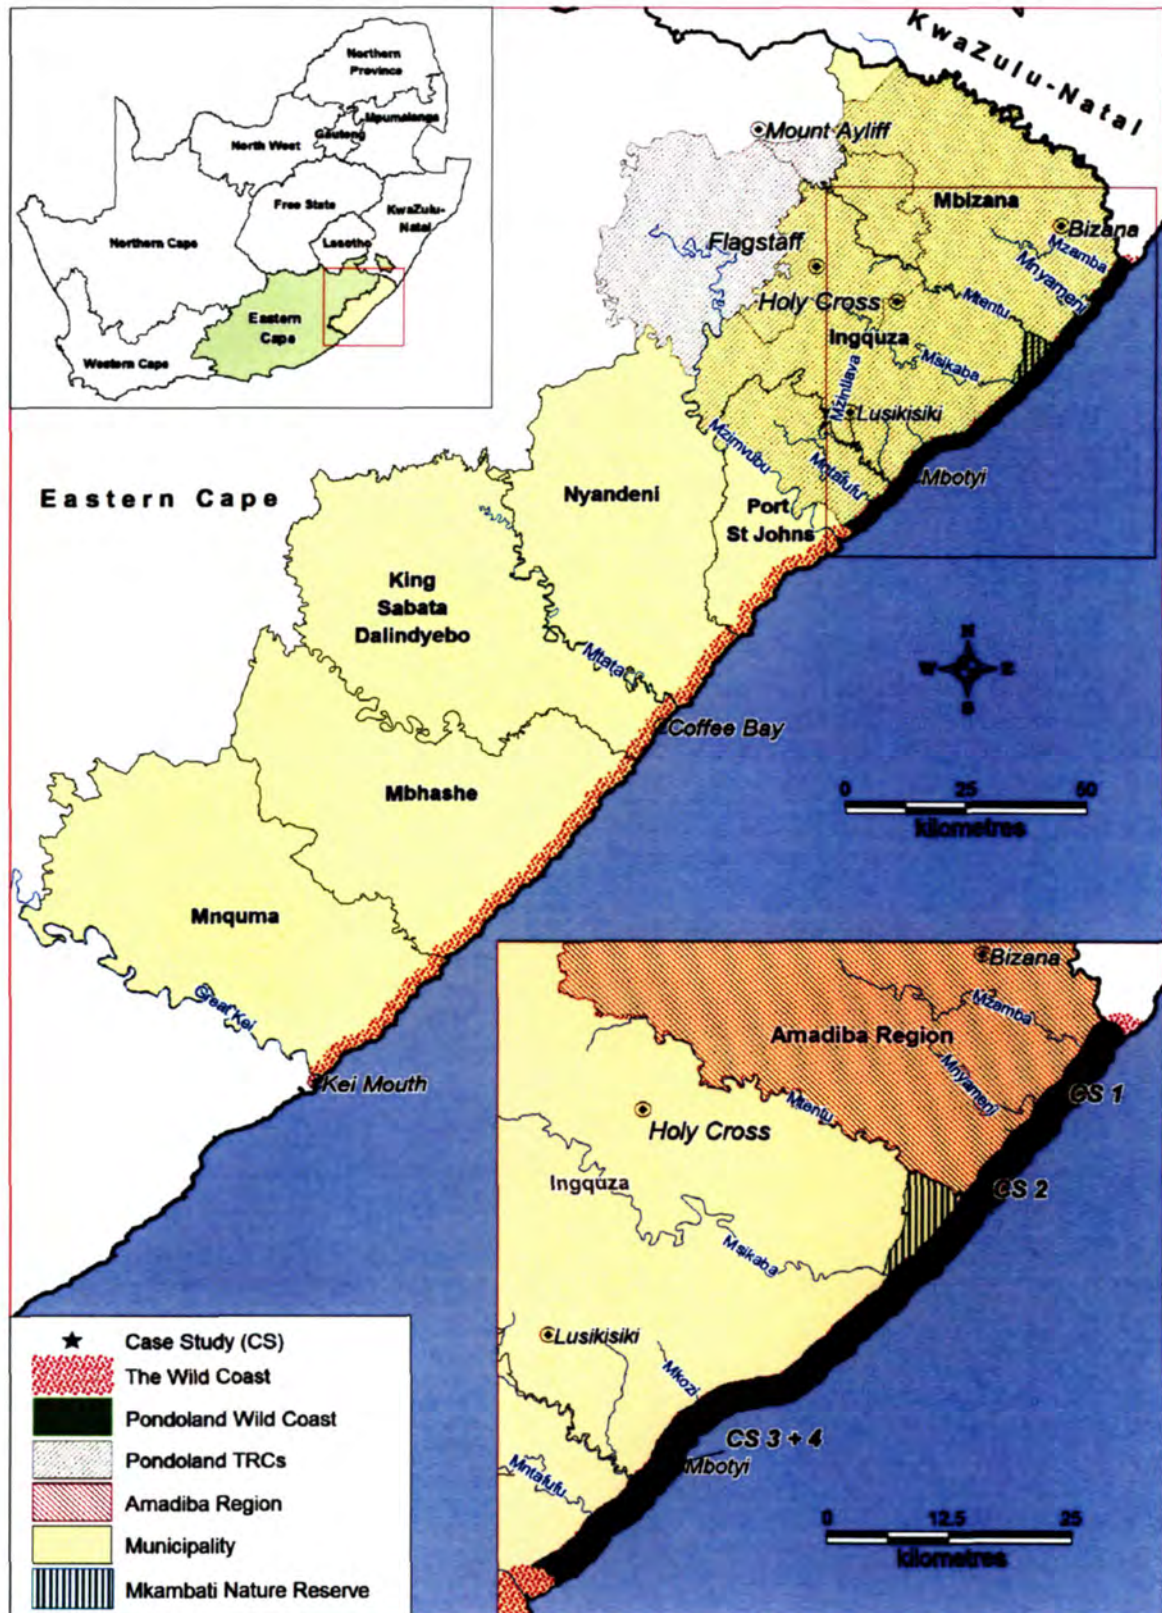 Northern
Province
North West
Gauteng
Mpumalanga
Free State
KwaZulu-
Natal
Lesotho
Northern Cape
Eastern
Cape
Western Cape
KwaZulu-Natal
Mount Ayliff
Mbizana
Bizana
Mzamba
Mnyameni
Flagstaff
Holy Cross
Mtentu
Ingquza
Msikaba
Mzintlava
Lusikisiki
Mzimvubu
Mntafufu
Mbotyi
Eastern Cape
Nyandeni
Port
St Johns
King
Sabata
Dalindyebo
Mtata
Coffee Bay
N
W E
S
0 25 50
kilometres
Mbhashe
Mnquma
Great Kei
Kei Mouth
Bizana
Mzamba
Amadiba Region
Mnyameni
CS 1
Mtentu
Holy Cross
CS 2
Ingquza
Msikaba
Lusikisiki
Mkozi
CS 3 + 4
Mbotyi
Mntafufu
0 12.5 25
kilometres
Case Study (CS)
The Wild Coast
Pondoland Wild Coast
Pondoland TRCs
Amadiba Region
Municipality
Mkambati Nature Reserve